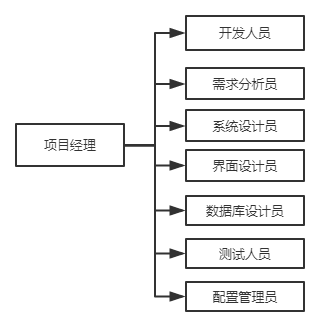 开发人员
需求分析员
系统设计员
项目经理
界面设计员
数据库设计员
测试人员
配置管理员